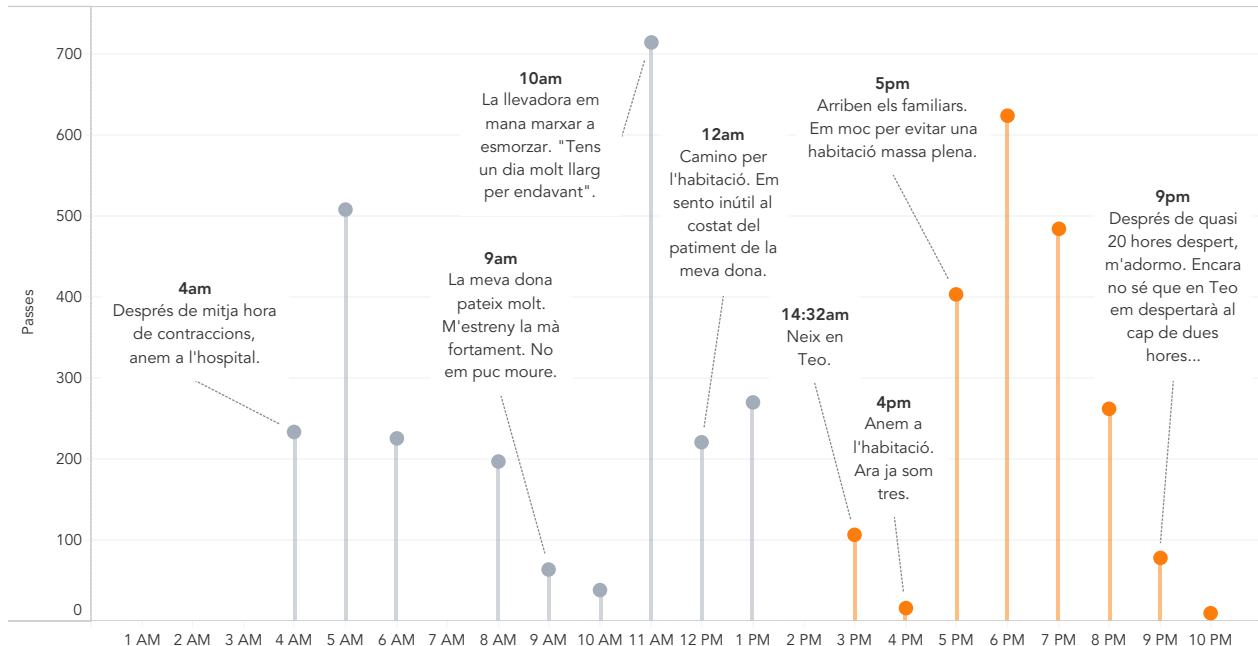 700
600
500
400
300
200
100
0
Passes
4am
Després de mitja hora
de contraccions,
anem a l'hospital.
9am
La meva dona
pateix molt.
M'estreny la mà
fortament. No
em puc moure.
10am
La llevadora em
mana marxar a
esmorzar. "Tens
un dia molt llarg
per endavant".
12am
Camino per
l'habitació. Em
sento inútil al
costat del
patiment de la
meva dona.
14:32am
Neix en
Teo.
4pm
Anem a
l'habitació.
Ara ja som
tres.
5pm
Arriben els familiars.
Em moc per evitar una
habitació massa plena.
9pm
Després de quasi
20 hores despert,
m'adormo. Encara
no sé que en Teo
em despertarà al
cap de dues
hores...
1 AM 2 AM 3 AM 4 AM 5 AM 6 AM 7 AM 8 AM 9 AM 10 AM 11 AM 12 PM 1 PM 2 PM 3 PM 4 PM 5 PM 6 PM 7 PM 8 PM 9 PM 10 PM